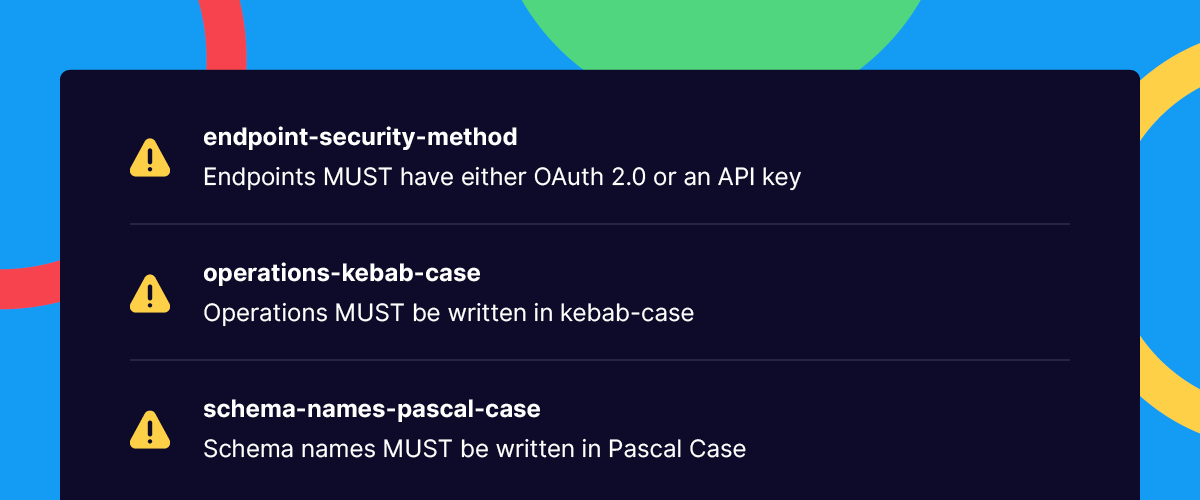 endpoint-security-method
Endpoints MUST have either OAuth 2.0 or an API key
operations-kebab-case
Operations MUST be written in kebab-case
schema-names-pascal-case
Schema names MUST be written in Pascal Case